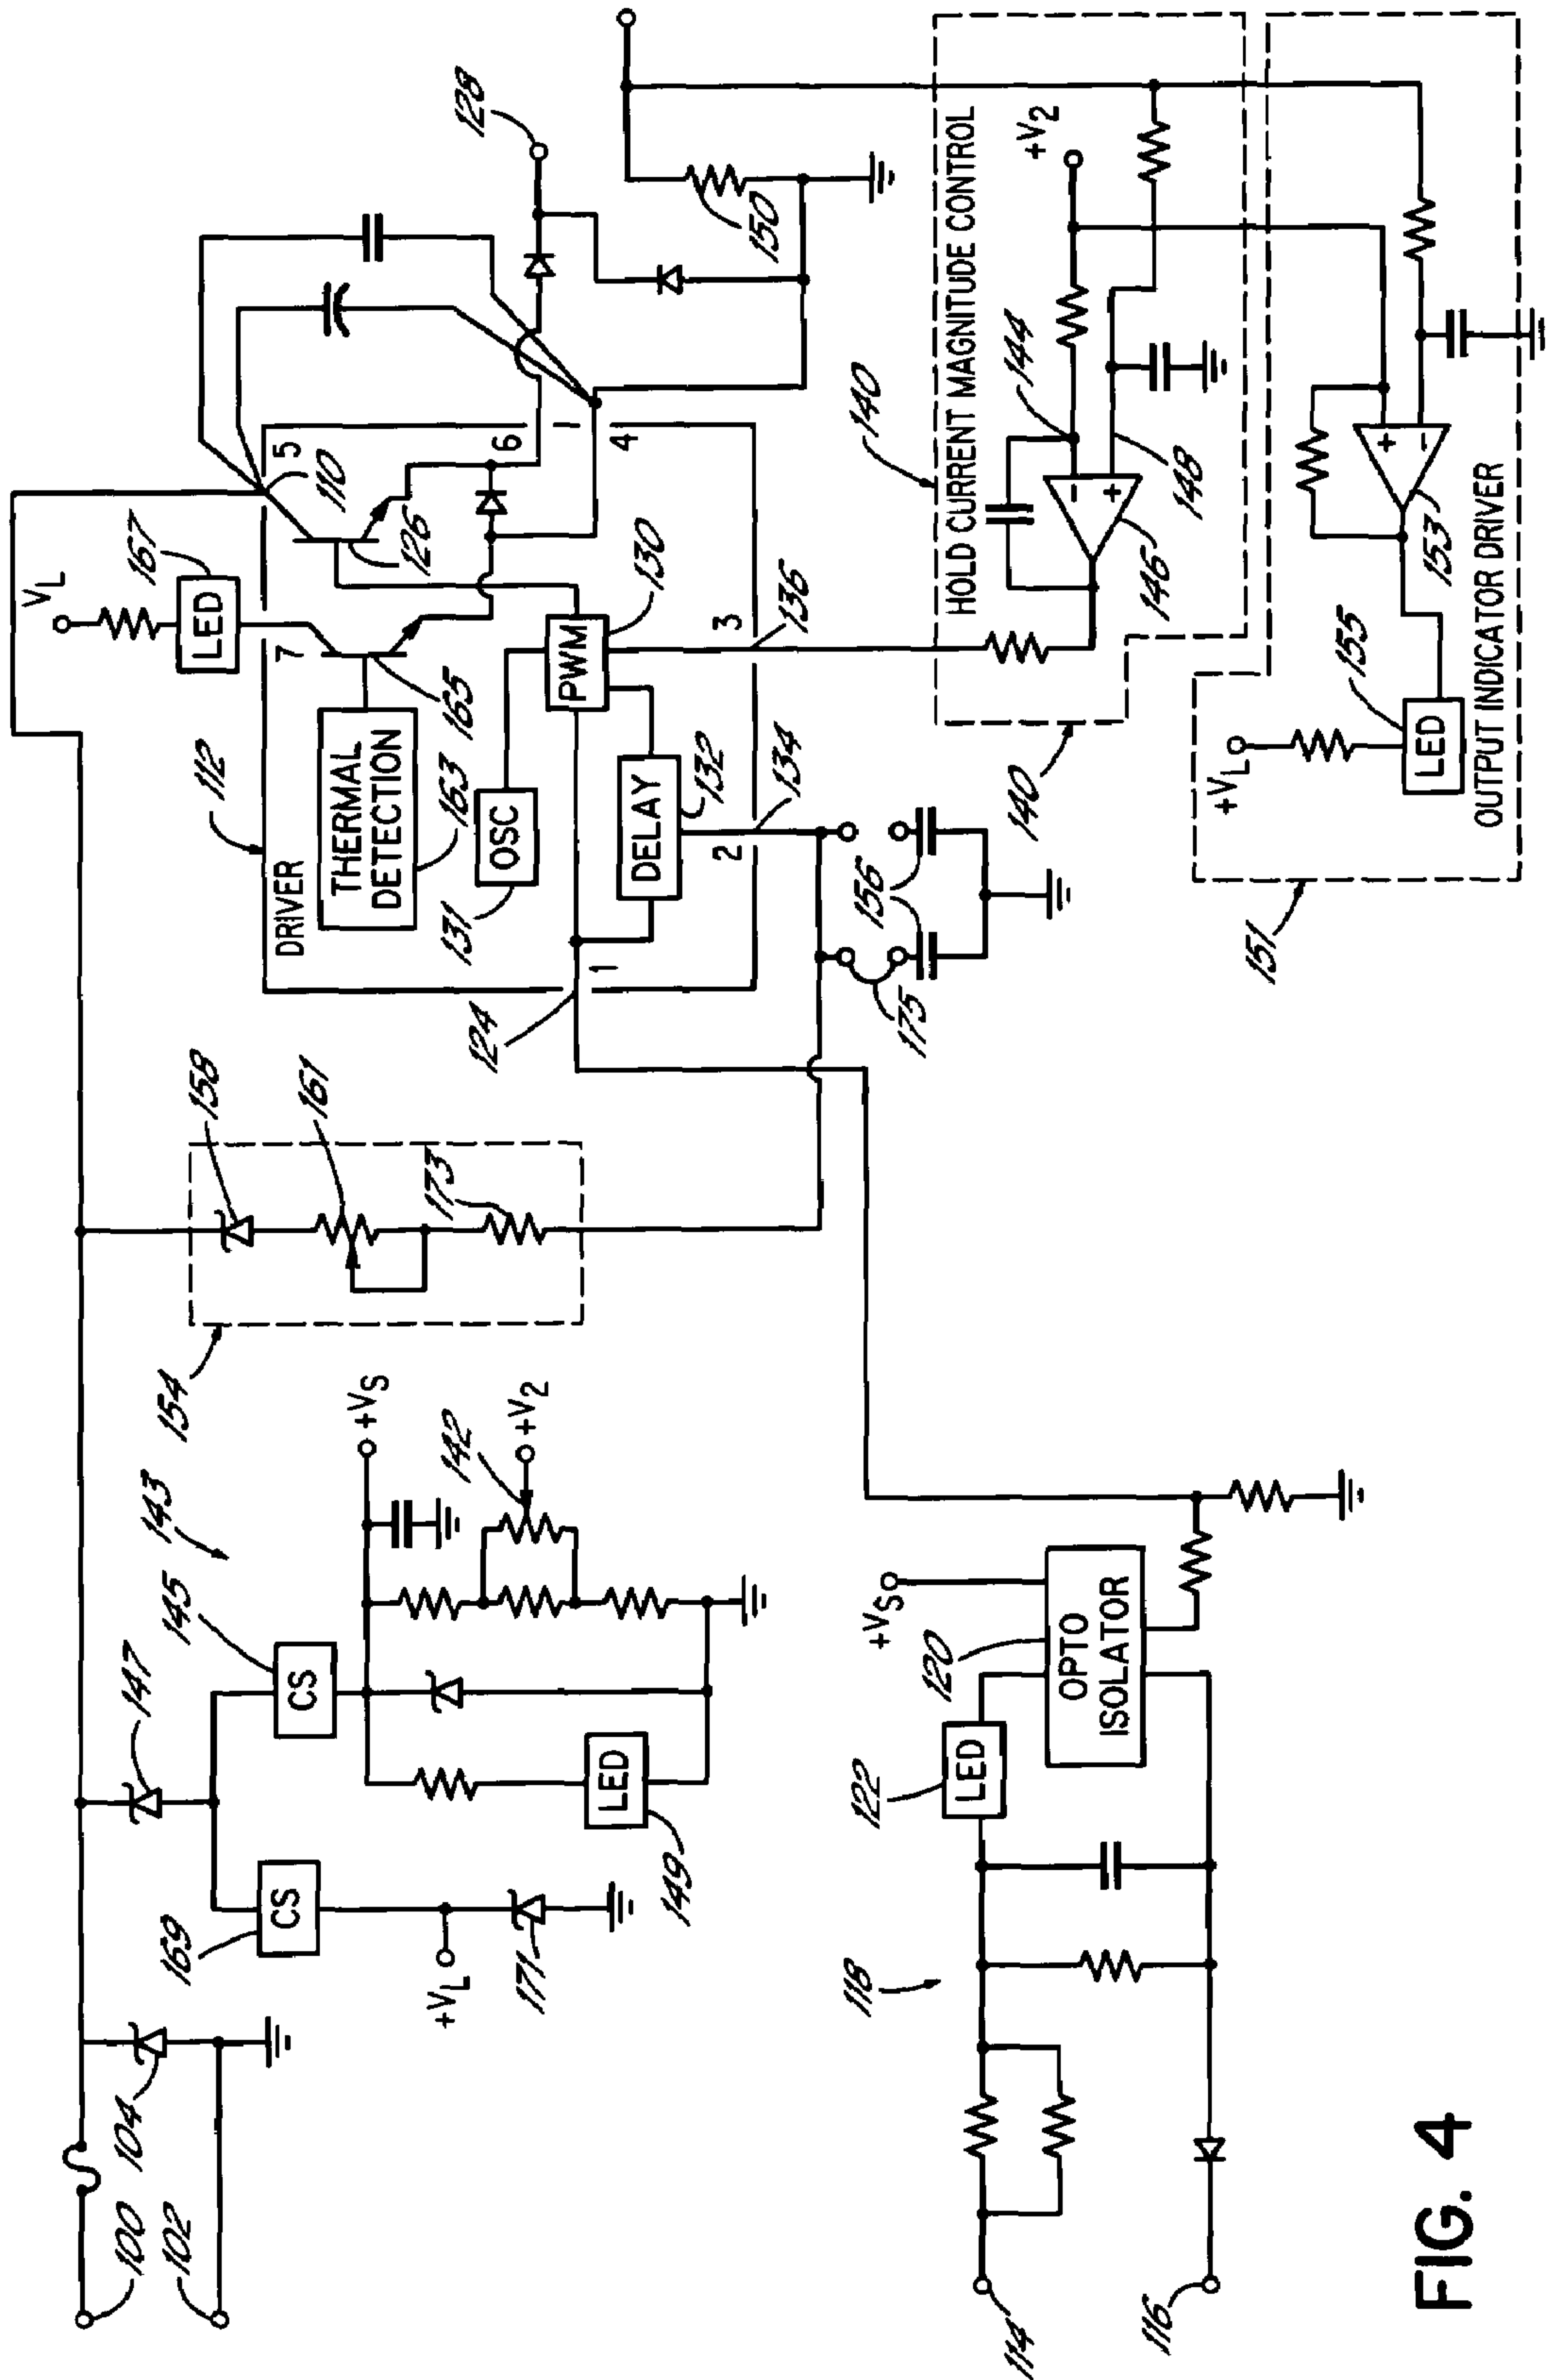 100
102
104
169
CS
147
145
CS
143
+VL
171
149
LED
+VS
142
+V2
154
158
161
173
VL
167
LED
7
5
110
126
6
4
128
150
112
DRIVER
THERMAL
DETECTION
163
165
131
OSC
PWM
130
DELAY
132
134
136
124
1
2
3
156
175
140
HOLD CURRENT MAGNITUDE CONTROL
+V2
144
-
+
148
146
140
151
+VL
155
LED
+
-
153
OUTPUT INDICATOR DRIVER
118
122
LED
120
+VS
OPTO
ISOLATOR
114
116
FIG. 4